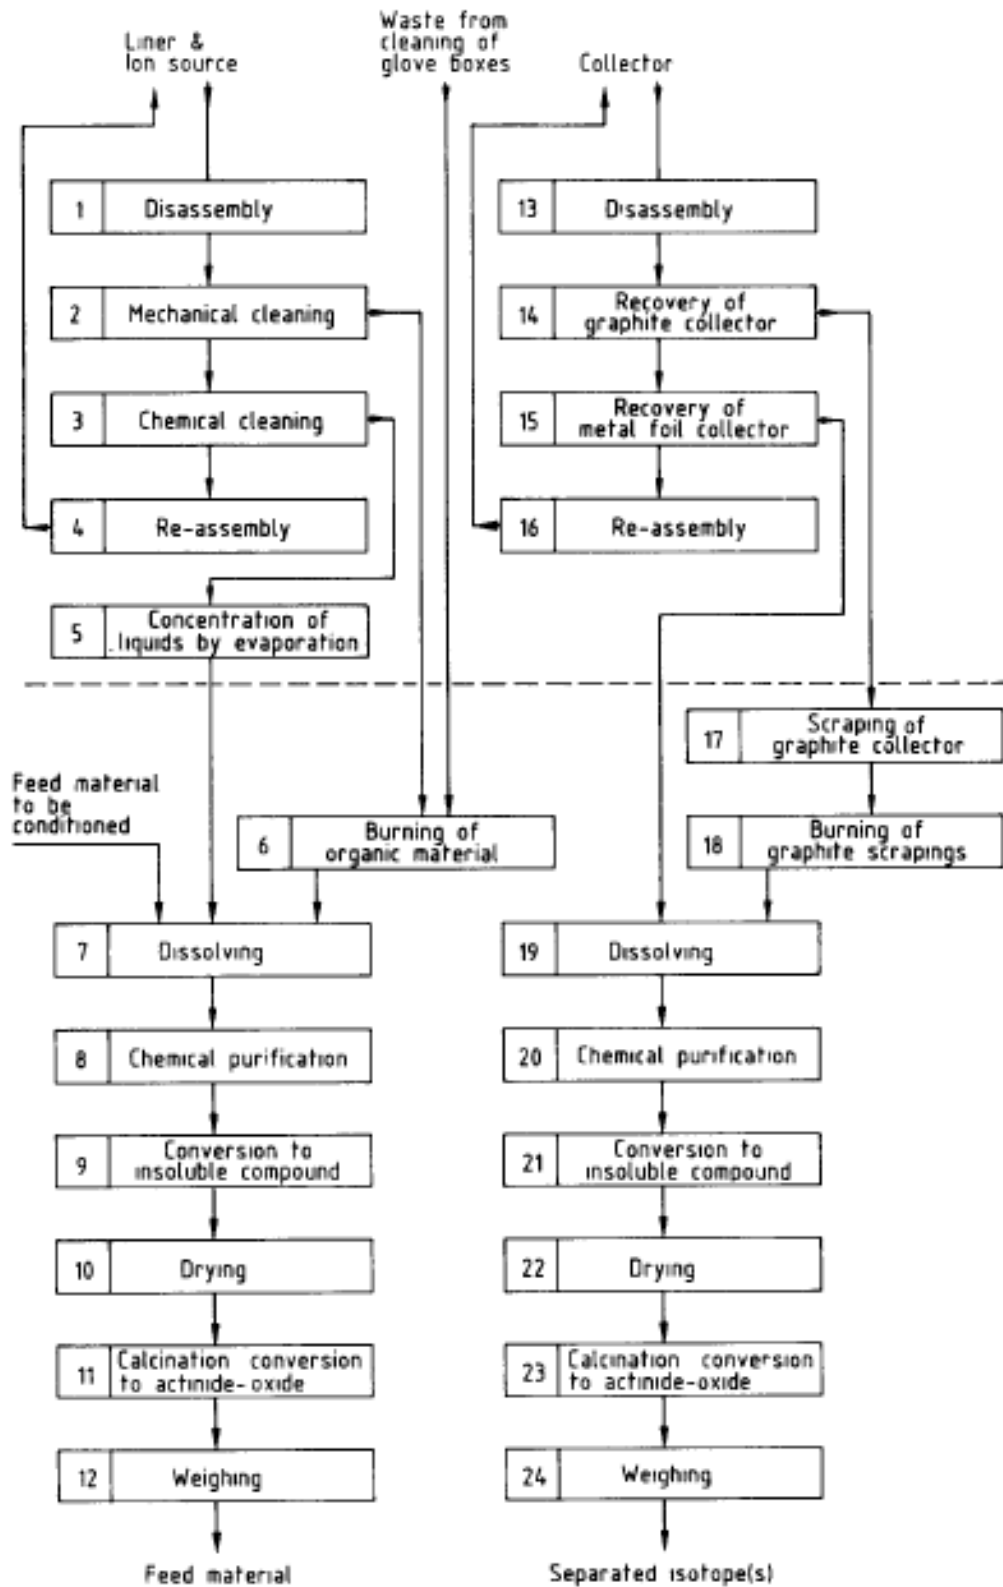 Liner &
Ion source
Waste from
cleaning of
glove boxes
Collector
1 Disassembly
2 Mechanical cleaning
3 Chemical cleaning
4 Re-assembly
5 Concentration of
liquids by evaporation
13 Disassembly
14 Recovery of
graphite collector
15 Recovery of
metal foil collector
16 Re-assembly
17 Scraping of
graphite collector
18 Burning of
graphite scrapings
Feed material
to be
conditioned
6 Burning of
organic material
7 Dissolving
8 Chemical purification
9 Conversion to
insoluble compound
10 Drying
11 Calcination conversion
to actinide-oxide
12 Weighing
Feed material
19 Dissolving
20 Chemical purification
21 Conversion to
insoluble compound
22 Drying
23 Calcination conversion
to actinide-oxide
24 Weighing
Separated isotope(s)